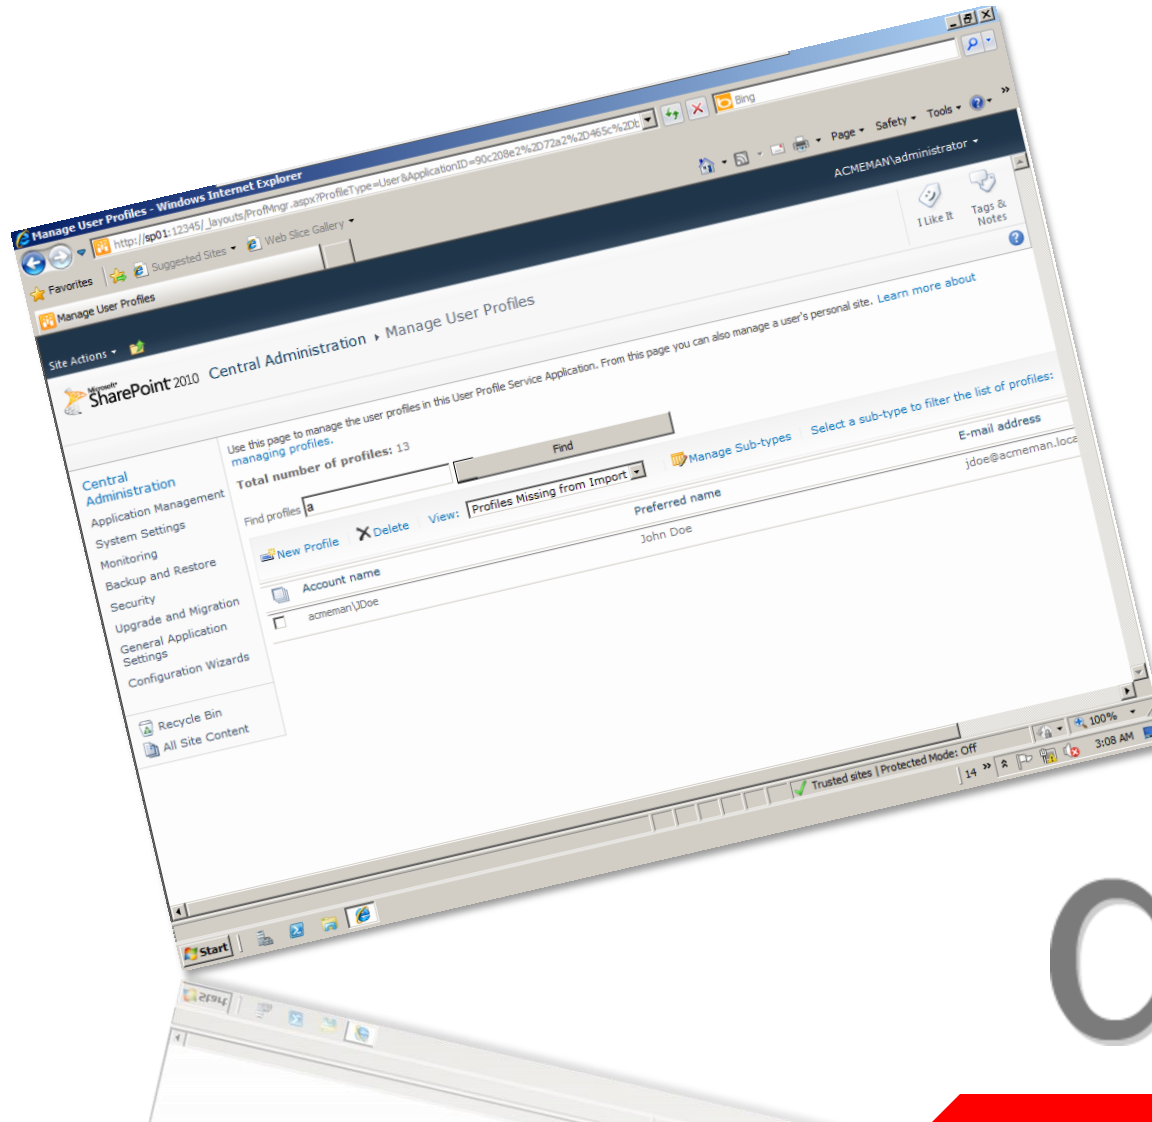 Manage User Profiles - Windows Internet Explorer
http://sp01:12345/_layouts/ProfMngr.aspx?ProfileType=User&ApplicationID=90c208e2%2D72a2%2D465c%2Db
Bing
Favorites
Suggested Sites
Web Slice Gallery
Manage User Profiles
Page
Safety
Tools
Site Actions
ACMEMAN\administrator
Microsoft
SharePoint 2010
Central Administration
Manage User Profiles
I Like It
Tags &
Notes
Use this page to manage the user profiles in this User Profile Service Application. From this page you can also manage a user's personal site. Learn more about
managing profiles.
Total number of profiles: 13
Find profiles a
Find
New Profile
Delete
View: Profiles Missing from Import
Manage Sub-types
Select a sub-type to filter the list of profiles:
Account name
Preferred name
E-mail address
acmeman\JDoe
John Doe
jdoe@acmeman.loca
Central
Administration
Application Management
System Settings
Monitoring
Backup and Restore
Security
Upgrade and Migration
General Application
Settings
Configuration Wizards
Recycle Bin
All Site Content
Trusted sites | Protected Mode: Off
100%
Start
14
3:08 AM
Start